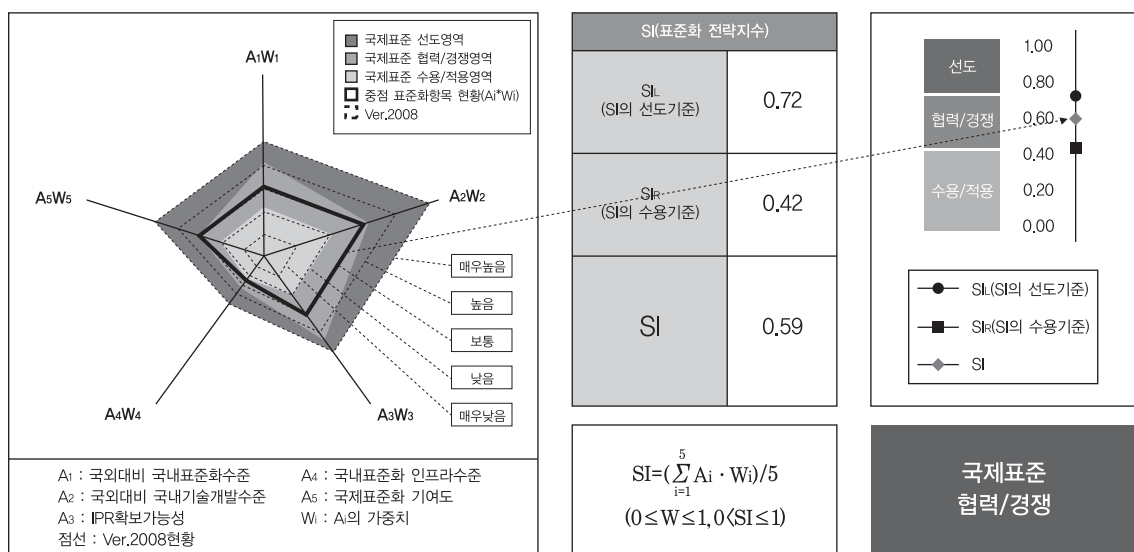 국제표준 선도영역
국제표준 협력/경쟁영역
국제표준 수용/적용영역
중점 표준화항목 현황(Ai*Wi)
Ver.2008
A₁W₁
A₂W₂
A₃W₃
A₄W₄
A₅W₅
매우높음
높음
보통
낮음
매우낮음
A₁ : 국외대비 국내표준화수준
A₂ : 국외대비 국내기술개발수준
A₃ : IPR확보가능성
점선 : Ver.2008현황
A₄ : 국내표준화 인프라수준
A₅ : 국제표준화 기여도
Wᵢ : Aᵢ의 가중치
SI(표준화 전략지수)
SIL
(SI의 선도기준)
0.72
SIR
(SI의 수용기준)
0.42
SI
0.59
SI=(
5
∑
i=1
Ai · Wi)/5
(0≤W≤1, 0<SI≤1)
선도
협력/경쟁
수용/적용
1.00
0.80
0.60
0.40
0.20
0.00
SIL(SI의 선도기준)
SIR(SI의 수용기준)
SI
국제표준
협력/경쟁